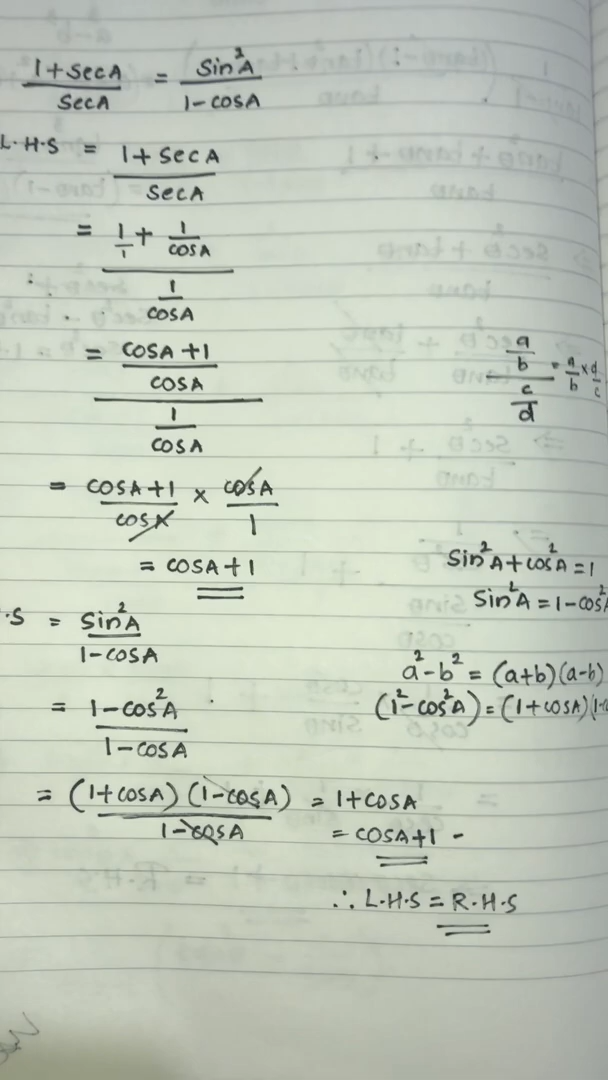 1+secA/secA = Sin²A/1-cosA
L.H.S = 1+secA/secA
= 1/1 + 1/cosA / 1/cosA
= cosA+1/cosA / 1/cosA
a/b / c/d = a/b × d/c
= cosA+1/cosA × cosA/1
= cosA+1
Sin²A+cos²A=1
Sin²A=1-cos²A
.S = Sin²A/1-cosA
a²-b² = (a+b)(a-b)
= 1-cos²A/1-cosA
(1²-cos²A)=(1+cosA)(1-c
= (1+cosA)(1-cosA)/1-cosA = 1+cosA
= cosA+1
∴ L.H.S = R.H.S